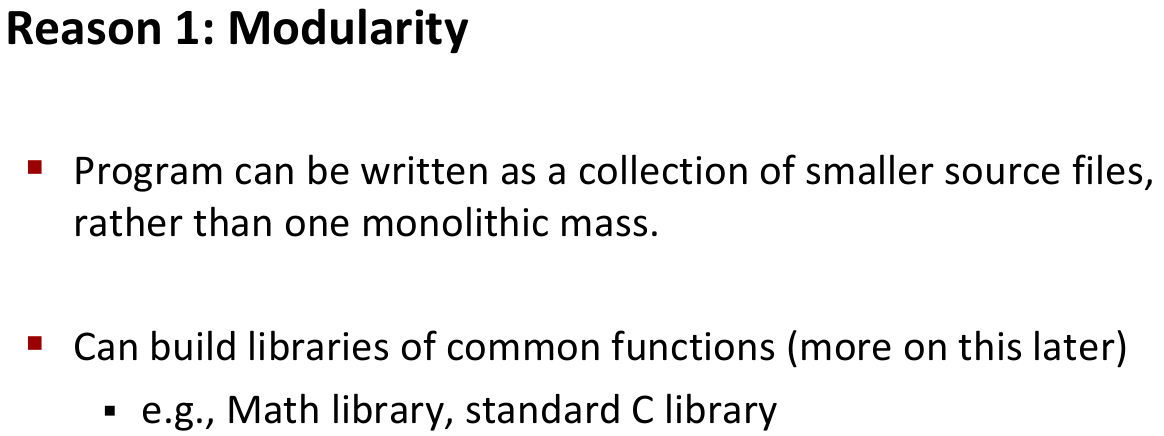 Reason 1: Modularity
▪ Program can be written as a collection of smaller source files,
rather than one monolithic mass.
▪ Can build libraries of common functions (more on this later)
▪ e.g., Math library, standard C library